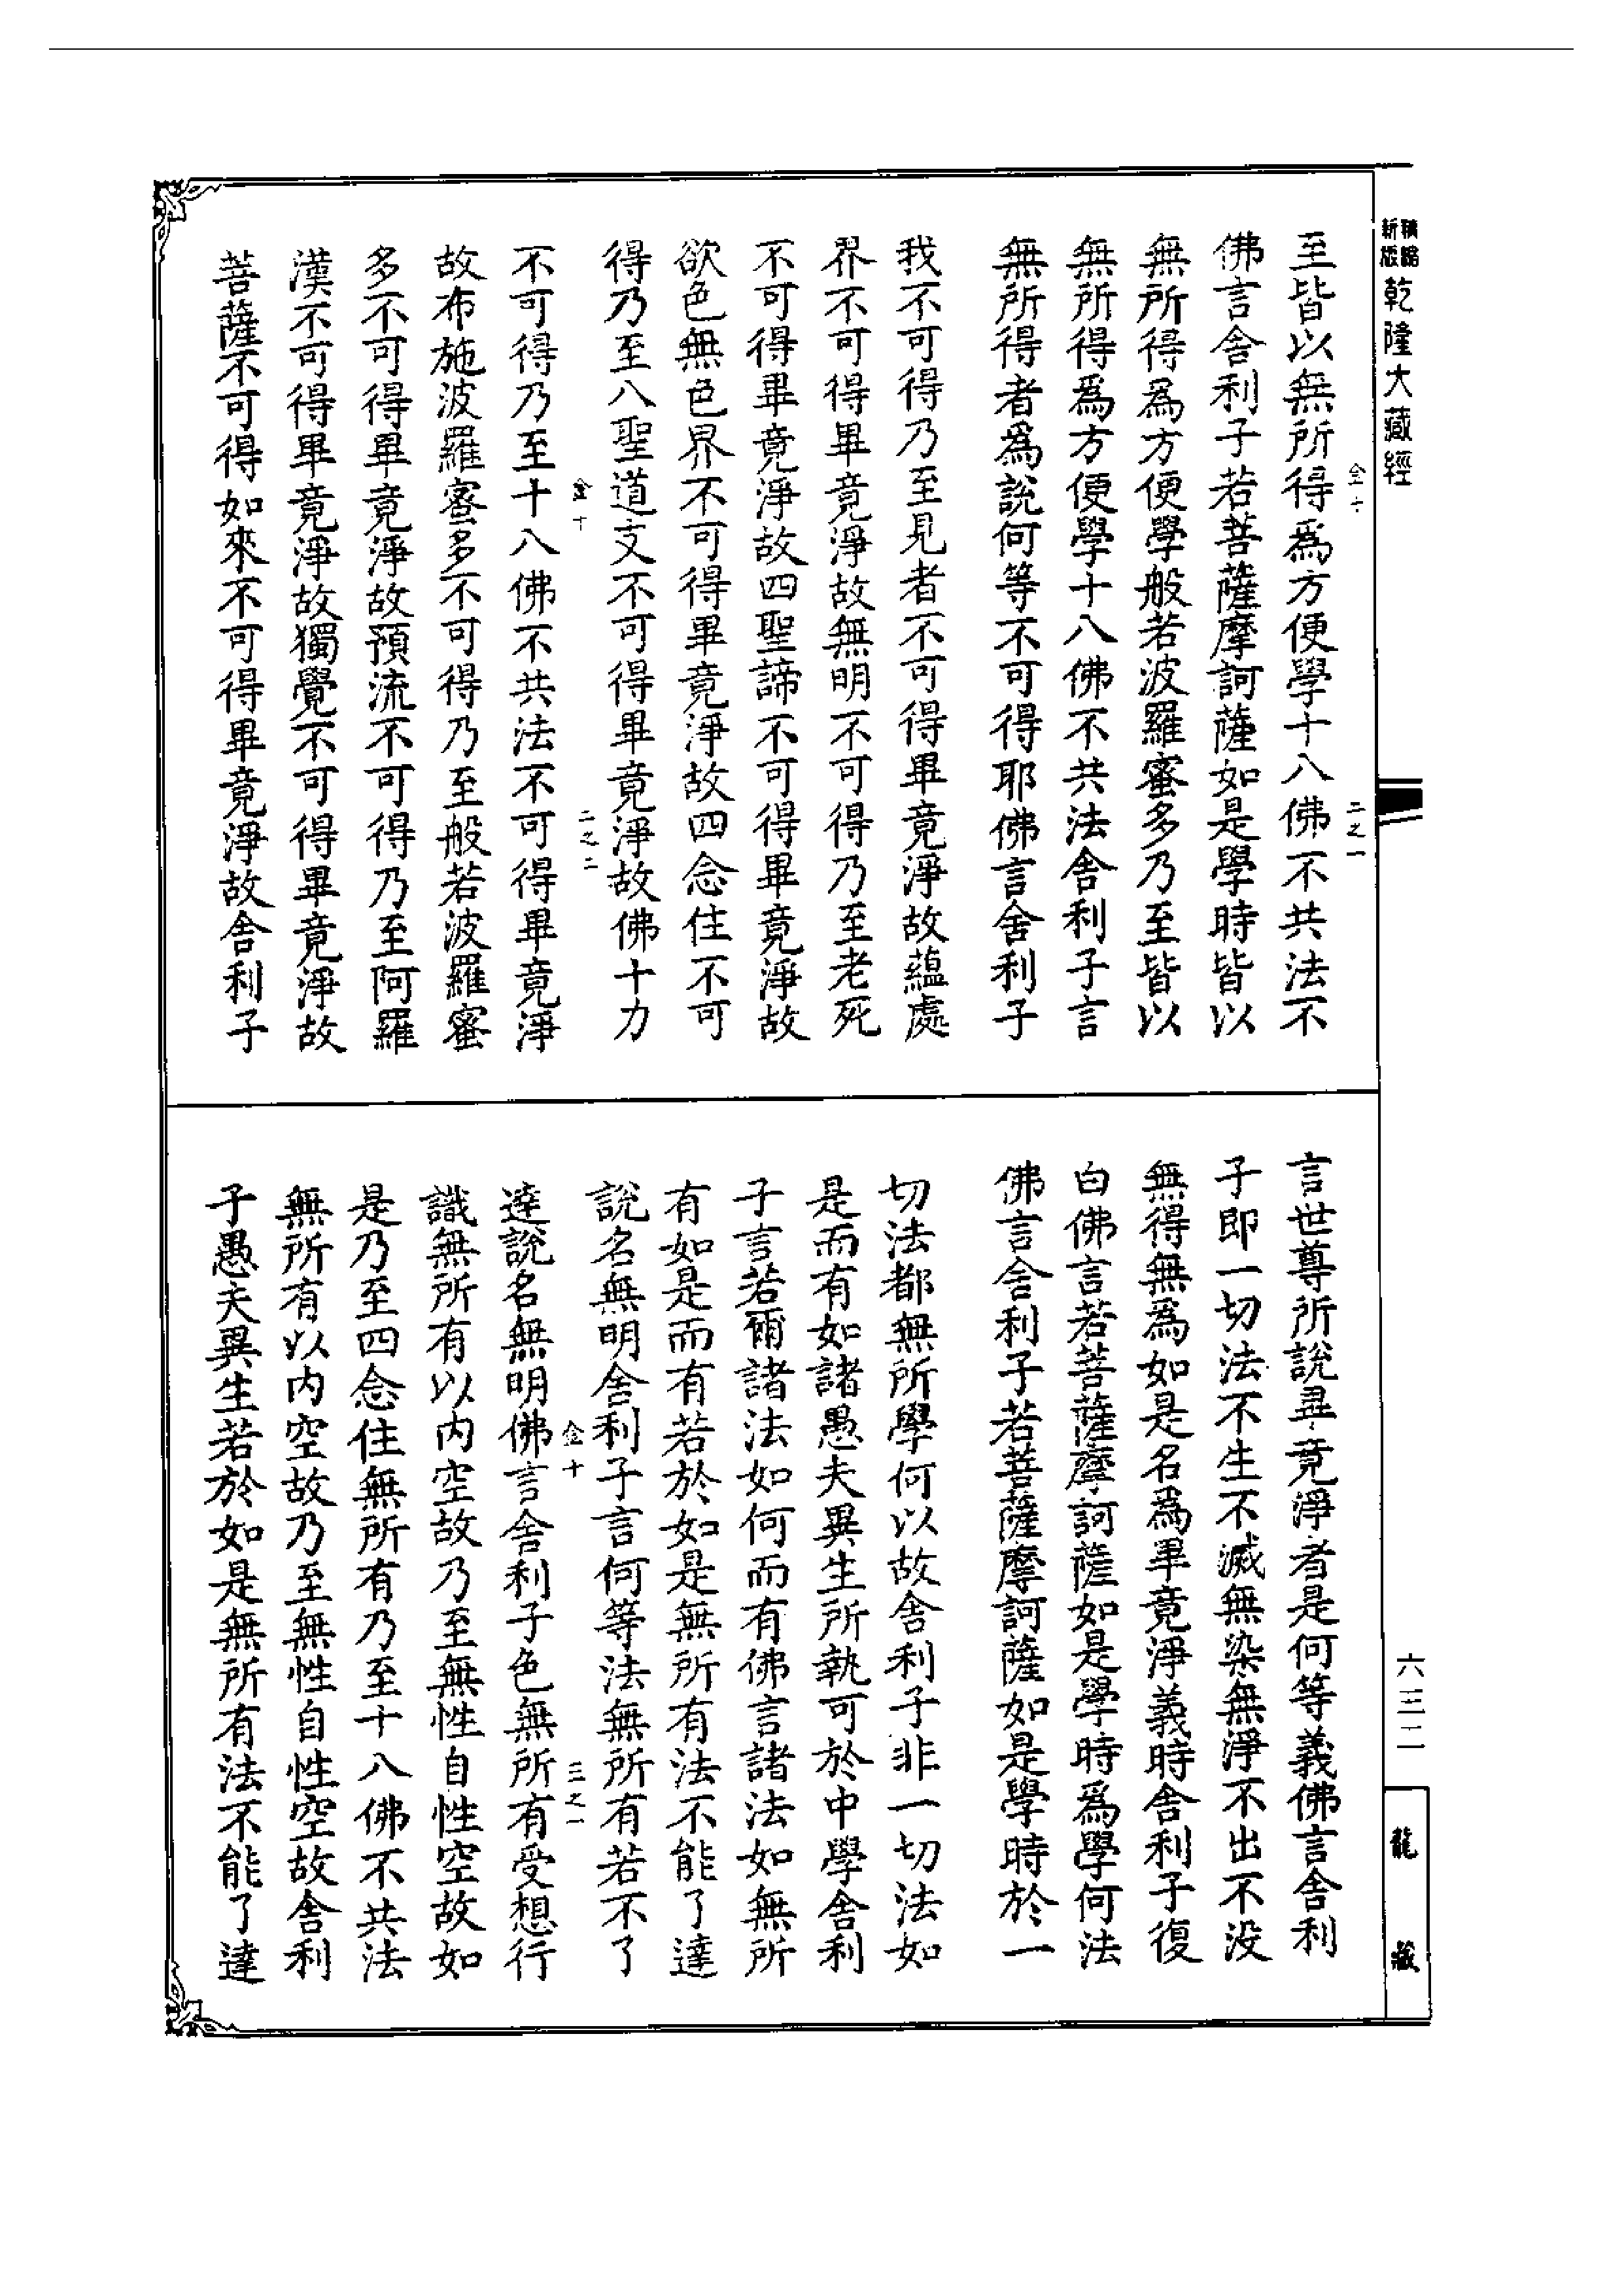 新版
精縮
乾隆大藏經
金十
二之一
至皆以無所得爲方便學十八佛不共法不
佛言舍利子若菩薩摩訶薩如是學時皆以
無所得爲方便學般若波羅蜜多乃至皆以
無所得爲方便學十八佛不共法舍利子言
無所得者爲說何等不可得耶佛言舍利子
我不可得乃至見者不可得畢竟淨故蘊處
界不可得畢竟淨故無明不可得乃至老死
不可得畢竟淨故四聖諦不可得畢竟淨故
欲色無色界不可得畢竟淨故四念住不可
得乃至八聖道支不可得畢竟淨故佛十力
金十
二之二
不可得乃至十八佛不共法不可得畢竟淨
故布施波羅蜜多不可得乃至般若波羅蜜
多不可得畢竟淨故預流不可得乃至阿羅
漢不可得畢竟淨故獨覺不可得畢竟淨故
菩薩不可得如來不可得畢竟淨故舍利子
言世尊所說畢竟淨者是何等義佛言舍利
子即一切法不生不滅無染無淨不出不沒
無得無爲如是名爲畢竟淨義時舍利子復
白佛言若菩薩摩訶薩如是學時爲學何法
佛言舍利子若菩薩摩訶薩如是學時於一
切法都無所學何以故舍利子非一切法如
是而有如諸愚夫異生所執可於中學舍利
子言若爾諸法如何而有佛言諸法如無所
有如是而有若於如是無所有法不能了達
說名無明舍利子言何等法無所有若不了
金十
三之一
達說名無明佛言舍利子色無所有受想行
識無所有以內空故乃至無性自性空故如
是乃至四念住無所有乃至十八佛不共法
無所有以內空故乃至無性自性空故舍利
子愚夫異生若於如是無所有法不能了達
六三二
龍藏